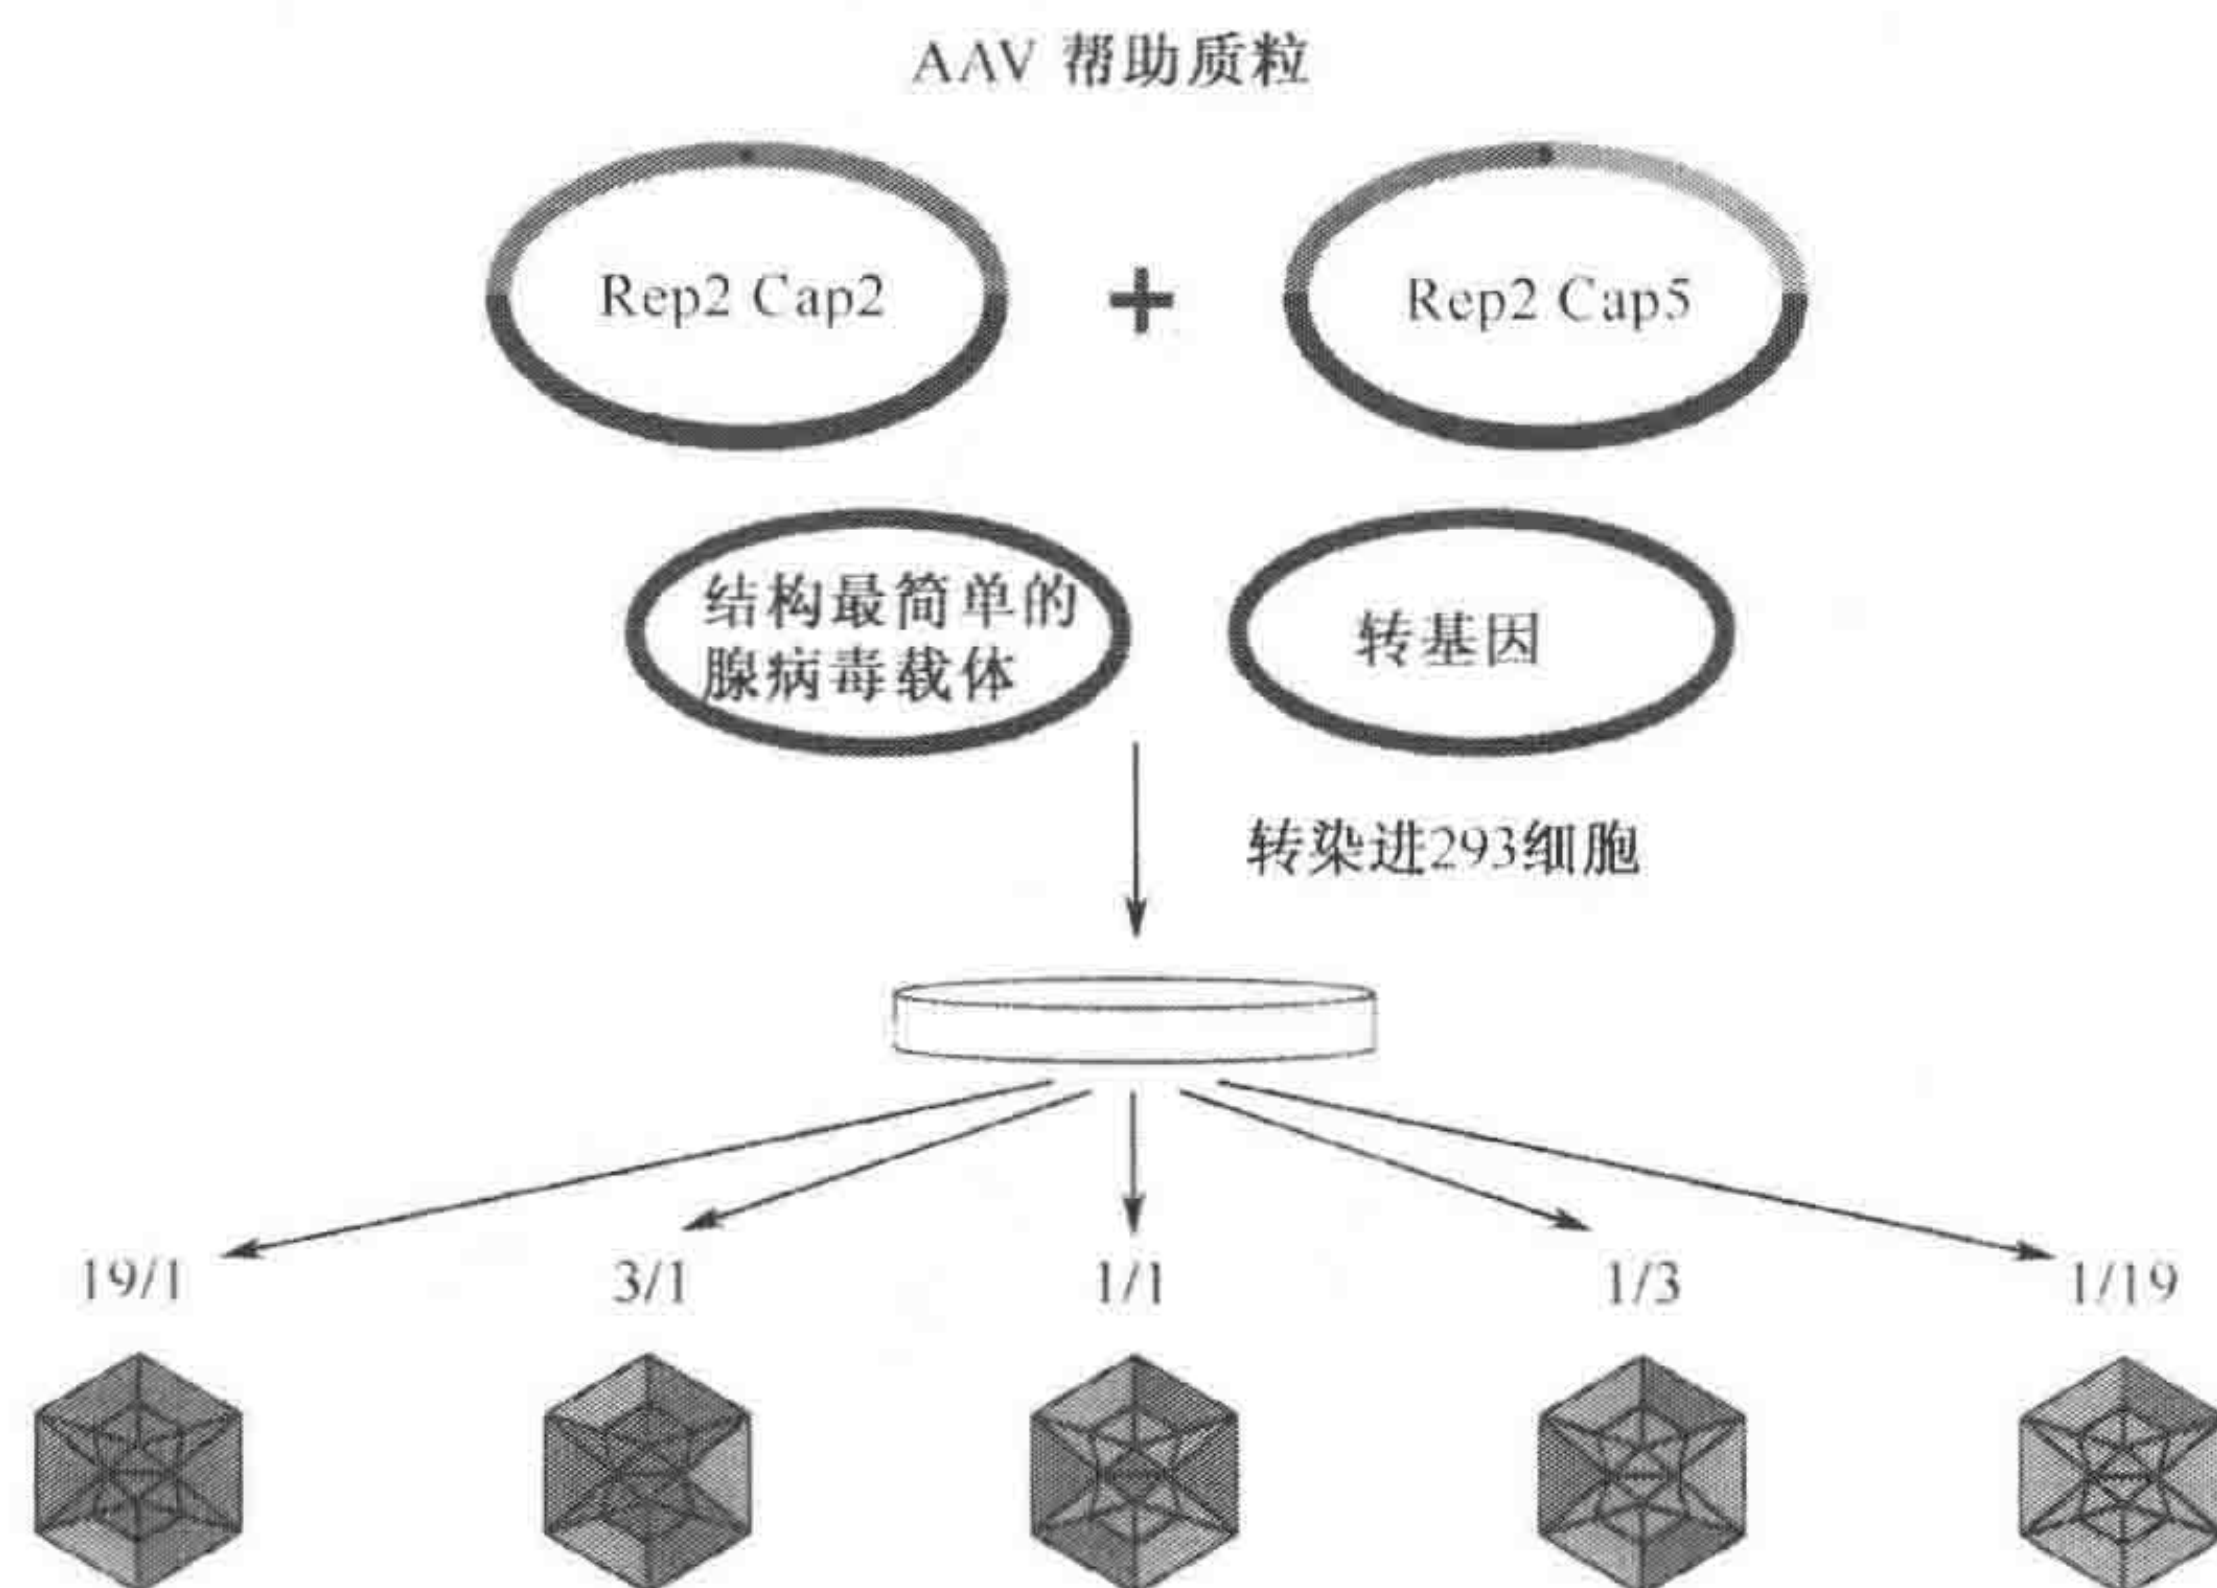 AAV 帮助质粒
Rep2 Cap2
+
Rep2 Cap5
结构最简单的
腺病毒载体
转基因
转染进293细胞
19/1
3/1
1/1
1/3
1/19